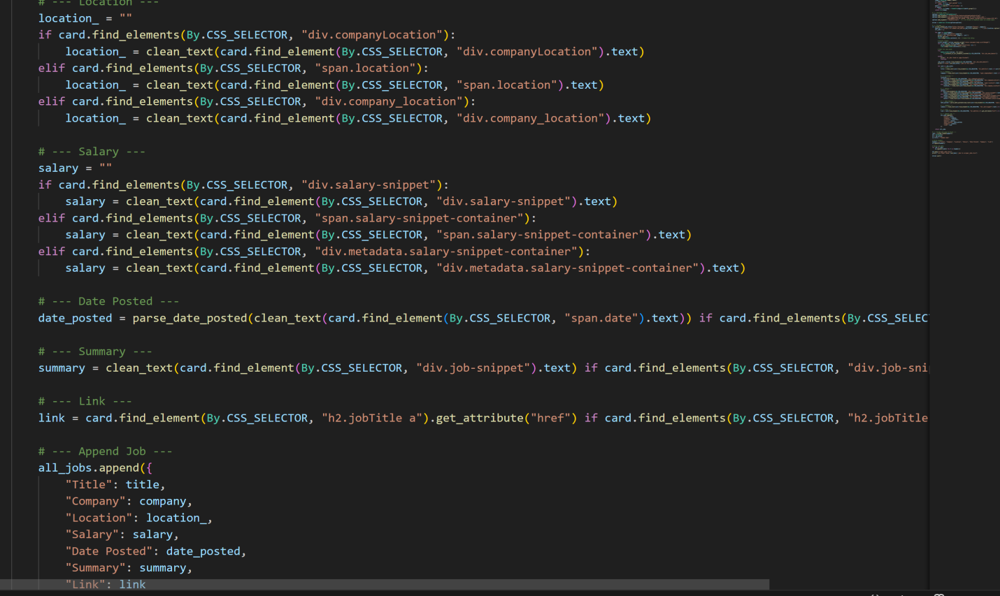 # --- Location ---
location_ = ""
if card.find_elements(By.CSS_SELECTOR, "div.companyLocation"):
    location_ = clean_text(card.find_element(By.CSS_SELECTOR, "div.companyLocation").text)
elif card.find_elements(By.CSS_SELECTOR, "span.location"):
    location_ = clean_text(card.find_element(By.CSS_SELECTOR, "span.location").text)
elif card.find_elements(By.CSS_SELECTOR, "div.company_location"):
    location_ = clean_text(card.find_element(By.CSS_SELECTOR, "div.company_location").text)
# --- Salary ---
salary = ""
if card.find_elements(By.CSS_SELECTOR, "div.salary-snippet"):
    salary = clean_text(card.find_element(By.CSS_SELECTOR, "div.salary-snippet").text)
elif card.find_elements(By.CSS_SELECTOR, "span.salary-snippet-container"):
    salary = clean_text(card.find_element(By.CSS_SELECTOR, "span.salary-snippet-container").text)
elif card.find_elements(By.CSS_SELECTOR, "div.metadata.salary-snippet-container"):
    salary = clean_text(card.find_element(By.CSS_SELECTOR, "div.metadata.salary-snippet-container").text)
# --- Date Posted ---
date_posted = parse_date_posted(clean_text(card.find_element(By.CSS_SELECTOR, "span.date").text)) if card.find_elements(By.CSS_SELEC
# --- Summary ---
summary = clean_text(card.find_element(By.CSS_SELECTOR, "div.job-snippet").text) if card.find_elements(By.CSS_SELECTOR, "div.job-sni
# --- Link ---
link = card.find_element(By.CSS_SELECTOR, "h2.jobTitle a").get_attribute("href") if card.find_elements(By.CSS_SELECTOR, "h2.jobTitle
# --- Append Job ---
all_jobs.append({
    "Title": title,
    "Company": company,
    "Location": location_,
    "Salary": salary,
    "Date Posted": date_posted,
    "Summary": summary,
    "Link": link